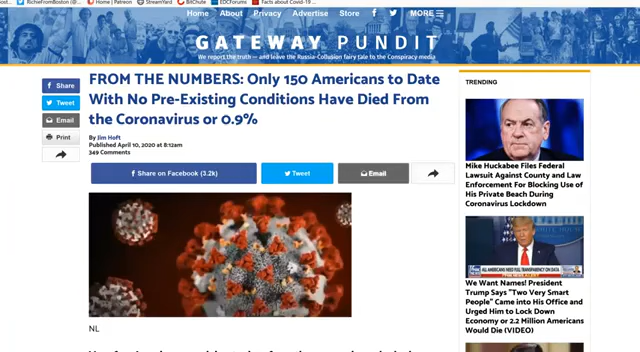 RichieFromBoston (@...
Home | Patreon
StreamYard
BitChute
EDCForums
Facts about Covid-19 ...
Home About Privacy Advertise Store MORE
GATEWAY PUNDIT
We report the truth — and leave the Russia-Collusion fairy tale to the Conspiracy media
Share
Tweet
Email
Print
FROM THE NUMBERS: Only 150 Americans to Date
With No Pre-Existing Conditions Have Died From
the Coronavirus or 0.9%
By Jim Hoft
Published April 10, 2020 at 8:12am
349 Comments
Share on Facebook (3.2k)
Tweet
Email
NL
TRENDING
Mike Huckabee Files Federal
Lawsuit Against County and Law
Enforcement For Blocking Use of
His Private Beach During
Coronavirus Lockdown
ALL AMERICANS NEED FULL TRANSPARENCY ON DATA
We Want Names! President
Trump Says "Two Very Smart
People" Came into His Office and
Urged Him to Lock Down
Economy or 2.2 Million Americans
Would Die (VIDEO)